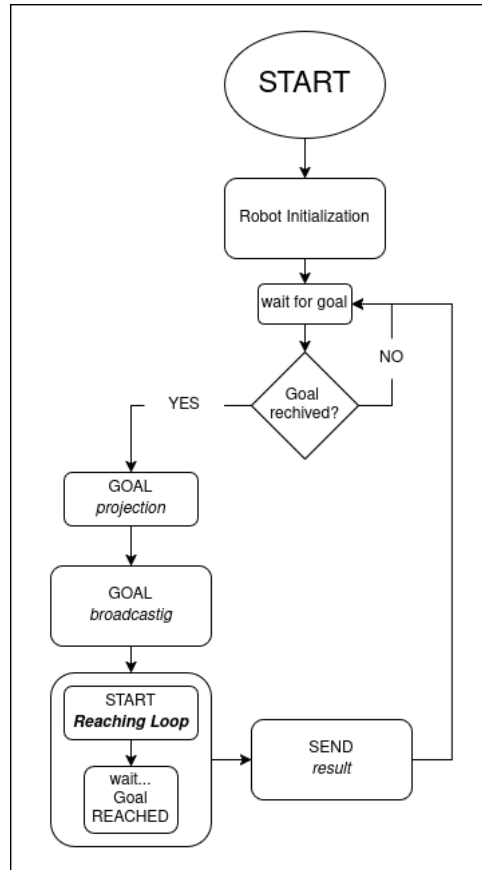 START
Robot Initialization
wait for goal
NO
Goal
rechived?
YES
GOAL
projection
GOAL
broadcastig
START
Reaching Loop
wait...
Goal
REACHED
SEND
result